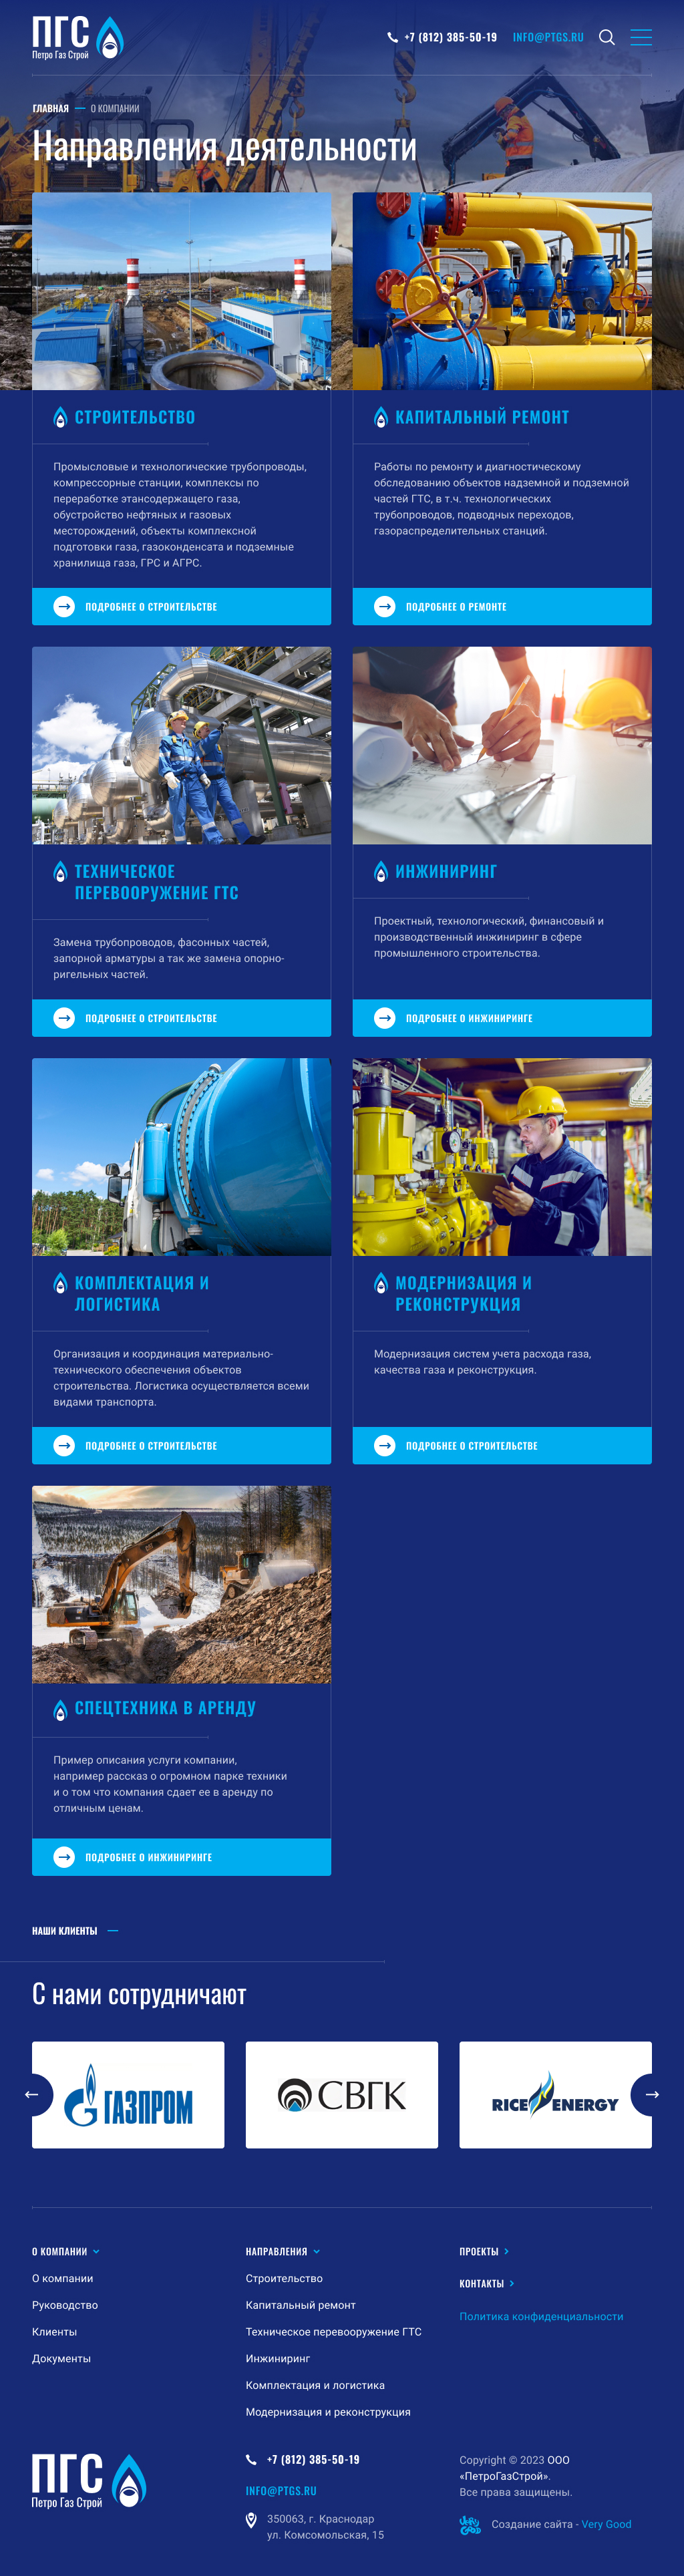 ПГС
Петро Газ Строй
+7 (812) 385-50-19
INFO@PTGS.RU
ГЛАВНАЯ — О КОМПАНИИ
Направления деятельности
СТРОИТЕЛЬСТВО
Промысловые и технологические трубопроводы,
компрессорные станции, комплексы по
переработке этансодержащего газа,
обустройство нефтяных и газовых
месторождений, объекты комплексной
подготовки газа, газоконденсата и подземные
хранилища газа, ГРС и АГРС.
ПОДРОБНЕЕ О СТРОИТЕЛЬСТВЕ
КАПИТАЛЬНЫЙ РЕМОНТ
Работы по ремонту и диагностическому
обследованию объектов надземной и подземной
частей ГТС, в т.ч. технологических
трубопроводов, подводных переходов,
газораспределительных станций.
ПОДРОБНЕЕ О РЕМОНТЕ
ТЕХНИЧЕСКОЕ
ПЕРЕВООРУЖЕНИЕ ГТС
Замена трубопроводов, фасонных частей,
запорной арматуры а так же замена опорно-
ригельных частей.
ПОДРОБНЕЕ О СТРОИТЕЛЬСТВЕ
ИНЖИНИРИНГ
Проектный, технологический, финансовый и
производственный инжиниринг в сфере
промышленного строительства.
ПОДРОБНЕЕ О ИНЖИНИРИНГЕ
КОМПЛЕКТАЦИЯ И
ЛОГИСТИКА
Организация и координация материально-
технического обеспечения объектов
строительства. Логистика осуществляется всеми
видами транспорта.
ПОДРОБНЕЕ О СТРОИТЕЛЬСТВЕ
МОДЕРНИЗАЦИЯ И
РЕКОНСТРУКЦИЯ
Модернизация систем учета расхода газа,
качества газа и реконструкция.
ПОДРОБНЕЕ О СТРОИТЕЛЬСТВЕ
СПЕЦТЕХНИКА В АРЕНДУ
Пример описания услуги компании,
например рассказ о огромном парке техники
и о том что компания сдает ее в аренду по
отличным ценам.
ПОДРОБНЕЕ О ИНЖИНИРИНГЕ
НАШИ КЛИЕНТЫ
С нами сотрудничают
ГАЗПРОМ
СВГК
RICE ENERGY
О КОМПАНИИ
О компании
Руководство
Клиенты
Документы
НАПРАВЛЕНИЯ
Строительство
Капитальный ремонт
Техническое перевооружение ГТС
Инжиниринг
Комплектация и логистика
Модернизация и реконструкция
ПРОЕКТЫ
КОНТАКТЫ
Политика конфиденциальности
ПГС
Петро Газ Строй
+7 (812) 385-50-19
INFO@PTGS.RU
350063, г. Краснодар
ул. Комсомольская, 15
Copyright © 2023 ООО
«ПетроГазСтрой».
Все права защищены.
Very Good
Создание сайта - Very Good